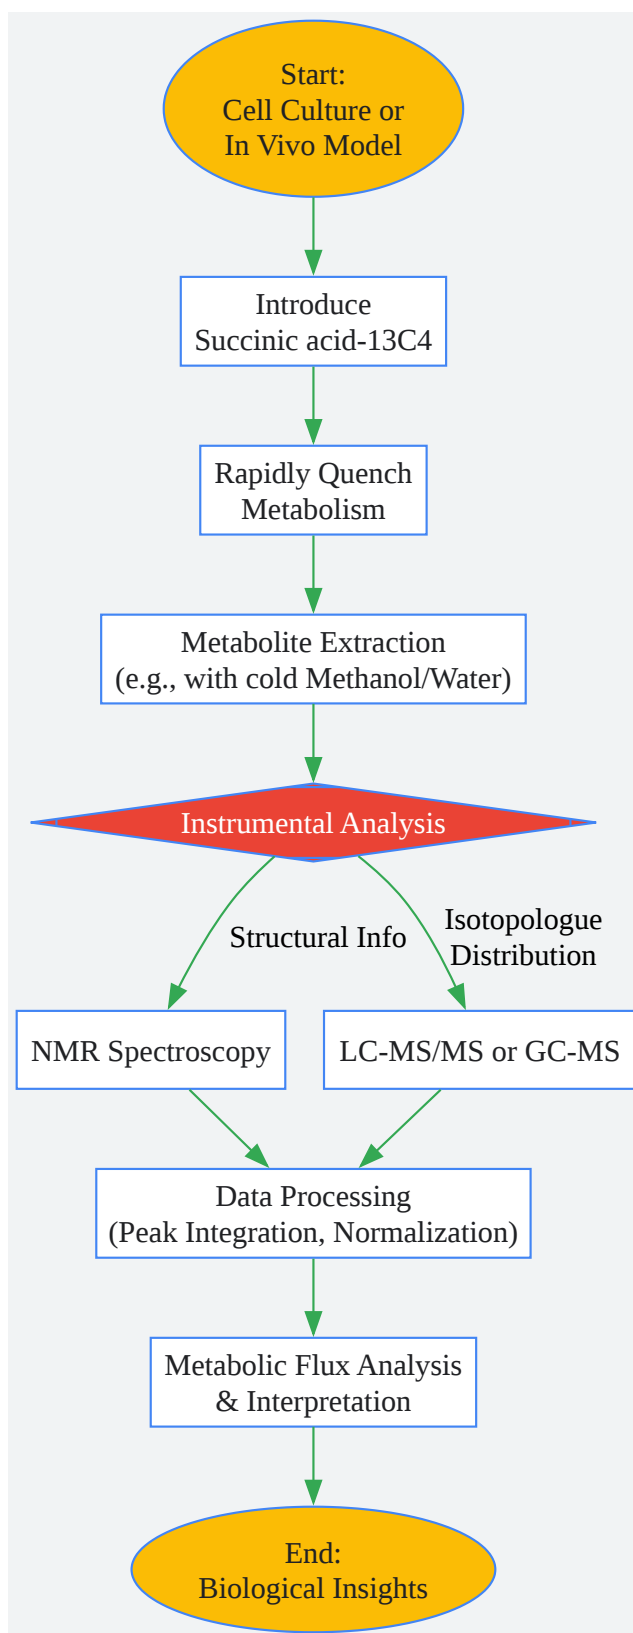 Start:
Cell Culture or
In Vivo Model
Introduce
Succinic acid-13C4
Rapidly Quench
Metabolism
Metabolite Extraction
(e.g., with cold Methanol/Water)
Instrumental Analysis
Structural Info
Isotopologue
Distribution
NMR Spectroscopy
LC-MS/MS or GC-MS
Data Processing
(Peak Integration, Normalization)
Metabolic Flux Analysis
& Interpretation
End:
Biological Insights